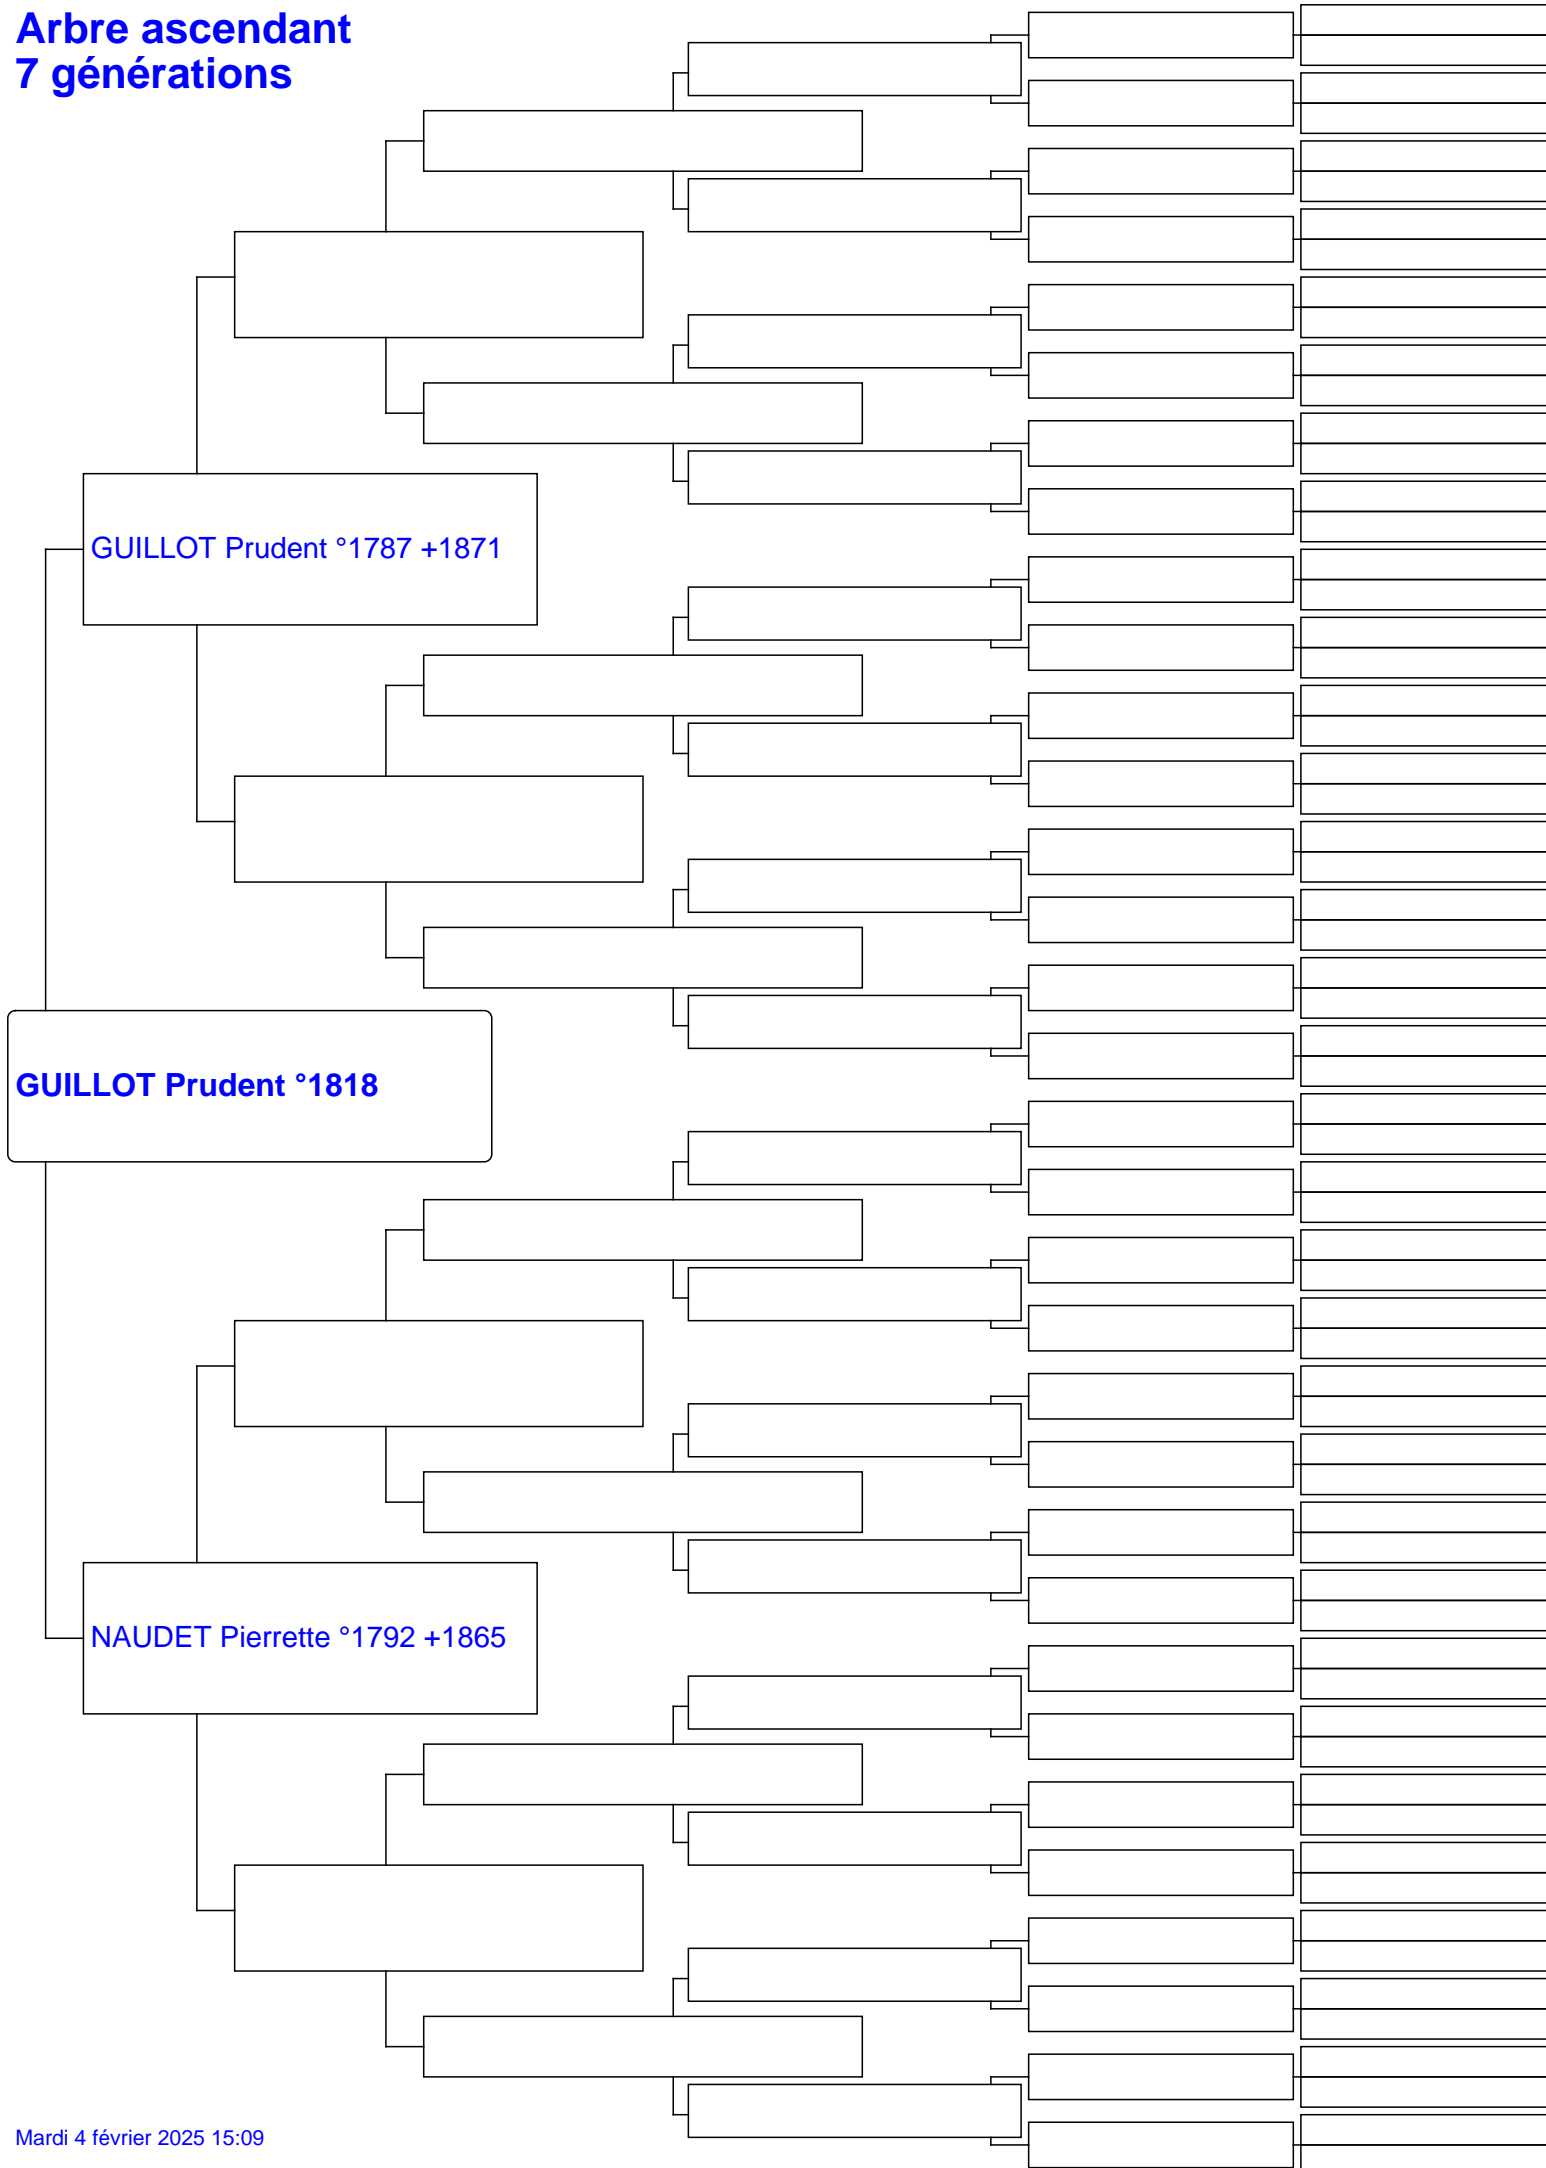 Arbre ascendant
7 générations
GUILLOT Prudent °1787 +1871
GUILLOT Prudent °1818
NAUDET Pierrette °1792 +1865
Mardi 4 février 2025 15:09